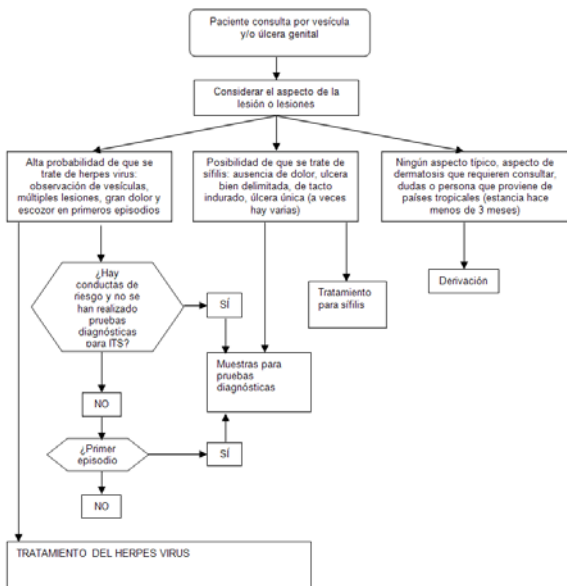 Paciente consulta por vesícula
y/o úlcera genital
Considerar el aspecto de la
lesión o lesiones
Alta probabilidad de que se
trate de herpes virus:
observación de vesículas,
múltiples lesiones, gran dolor y
escozor en primeros episodios
Posibilidad de que se trate de
sífilis: ausencia de dolor, ulcera
bien delimitada, de tacto
indurado, úlcera única (a veces
hay varias)
Ningún aspecto típico, aspecto de
dermatosis que requieren consultar,
dudas o persona que proviene de
países tropicales (estancia hace
menos de 3 meses)
¿Hay
conductas de
riesgo y no se
han realizado
pruebas
diagnósticas
para ITS?
SÍ
Tratamiento
para sífilis
Derivación
Muestras para
pruebas
diagnósticas
NO
¿Primer
episodio
SÍ
NO
TRATAMIENTO DEL HERPES VIRUS